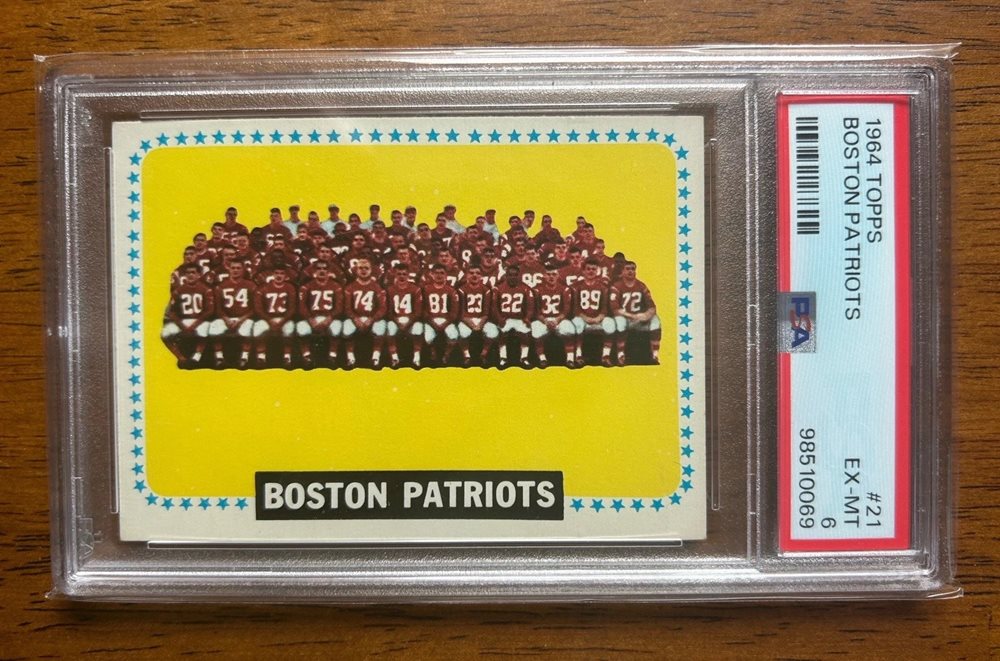 BOSTON PATRIOTS
20 54 73 75 74 14 81 23 22 32 89 72
86
1964 TOPPS #21
BOSTON PATRIOTS EX-MT
PSA 6
98510069